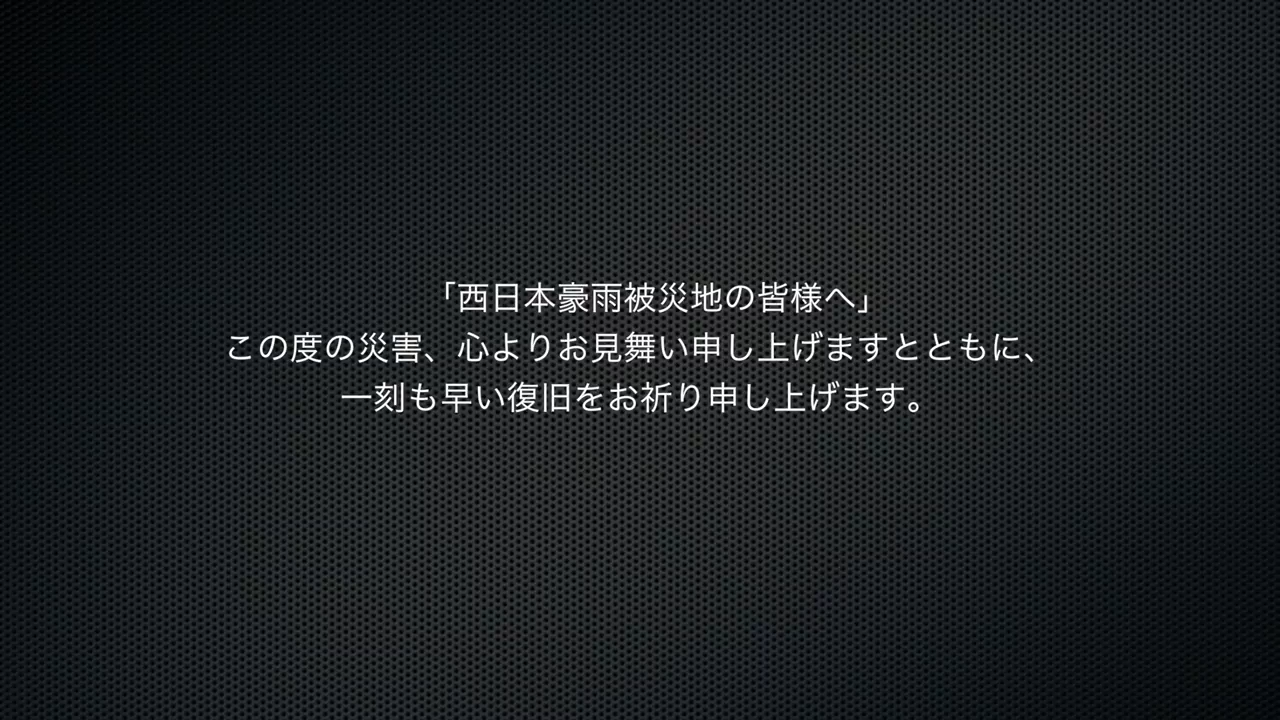 「西日本豪雨被災地の皆様へ」
この度の災害、心よりお見舞い申し上げますとともに、
一刻も早い復旧をお祈り申し上げます。